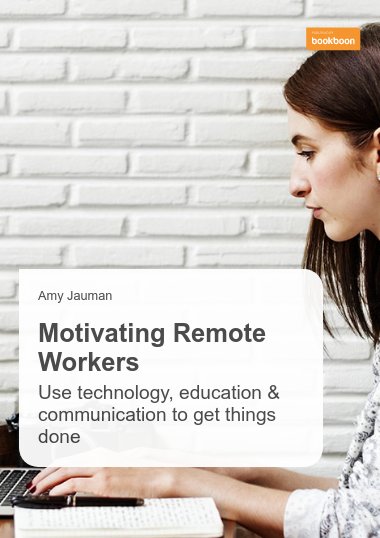 bookboon
Amy Jauman
Motivating Remote
Workers
Use technology, education &
communication to get things
done